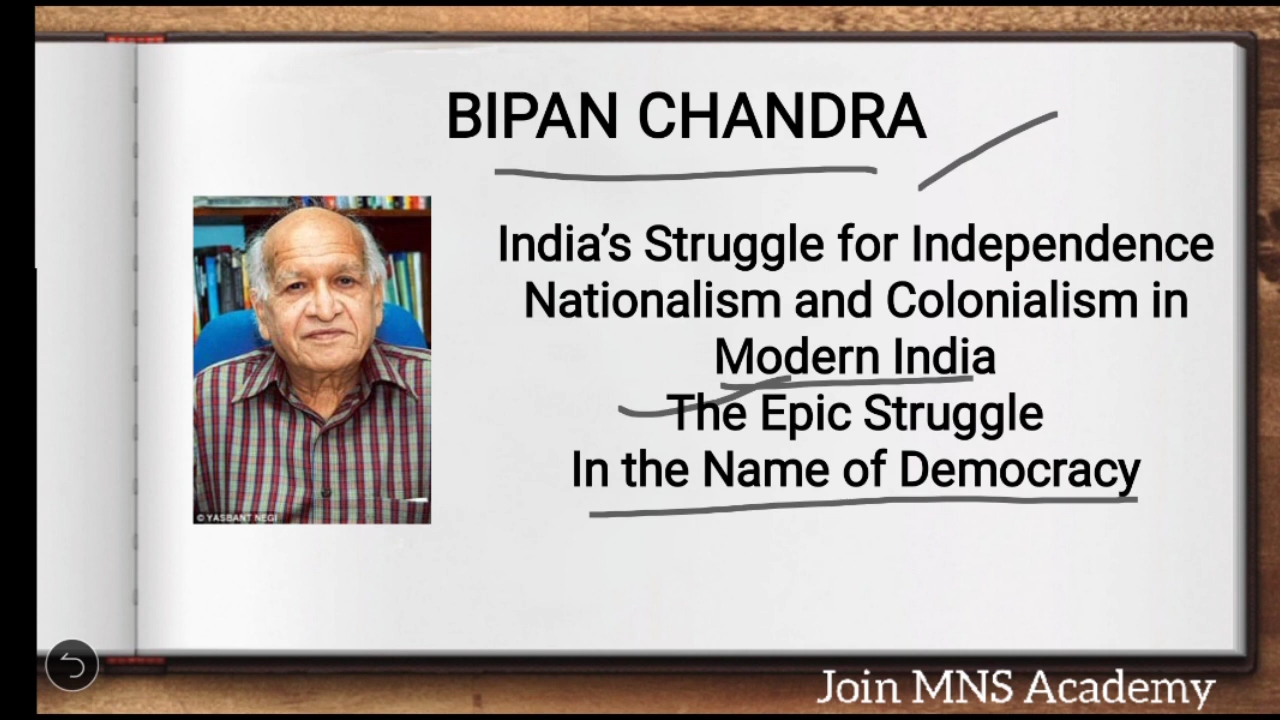 BIPAN CHANDRA
India’s Struggle for Independence
Nationalism and Colonialism in
Modern India
The Epic Struggle
In the Name of Democracy
© YASBANT NEGI
Join MNS Academy